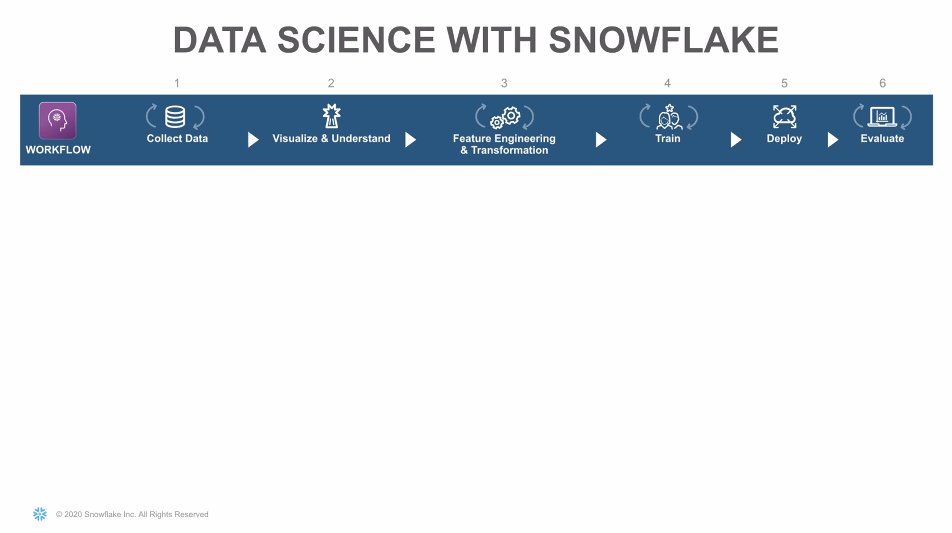 DATA SCIENCE WITH SNOWFLAKE
1
2
3
4
5
6
WORKFLOW
Collect Data
Visualize & Understand
Feature Engineering
& Transformation
Train
Deploy
Evaluate
© 2020 Snowflake Inc. All Rights Reserved